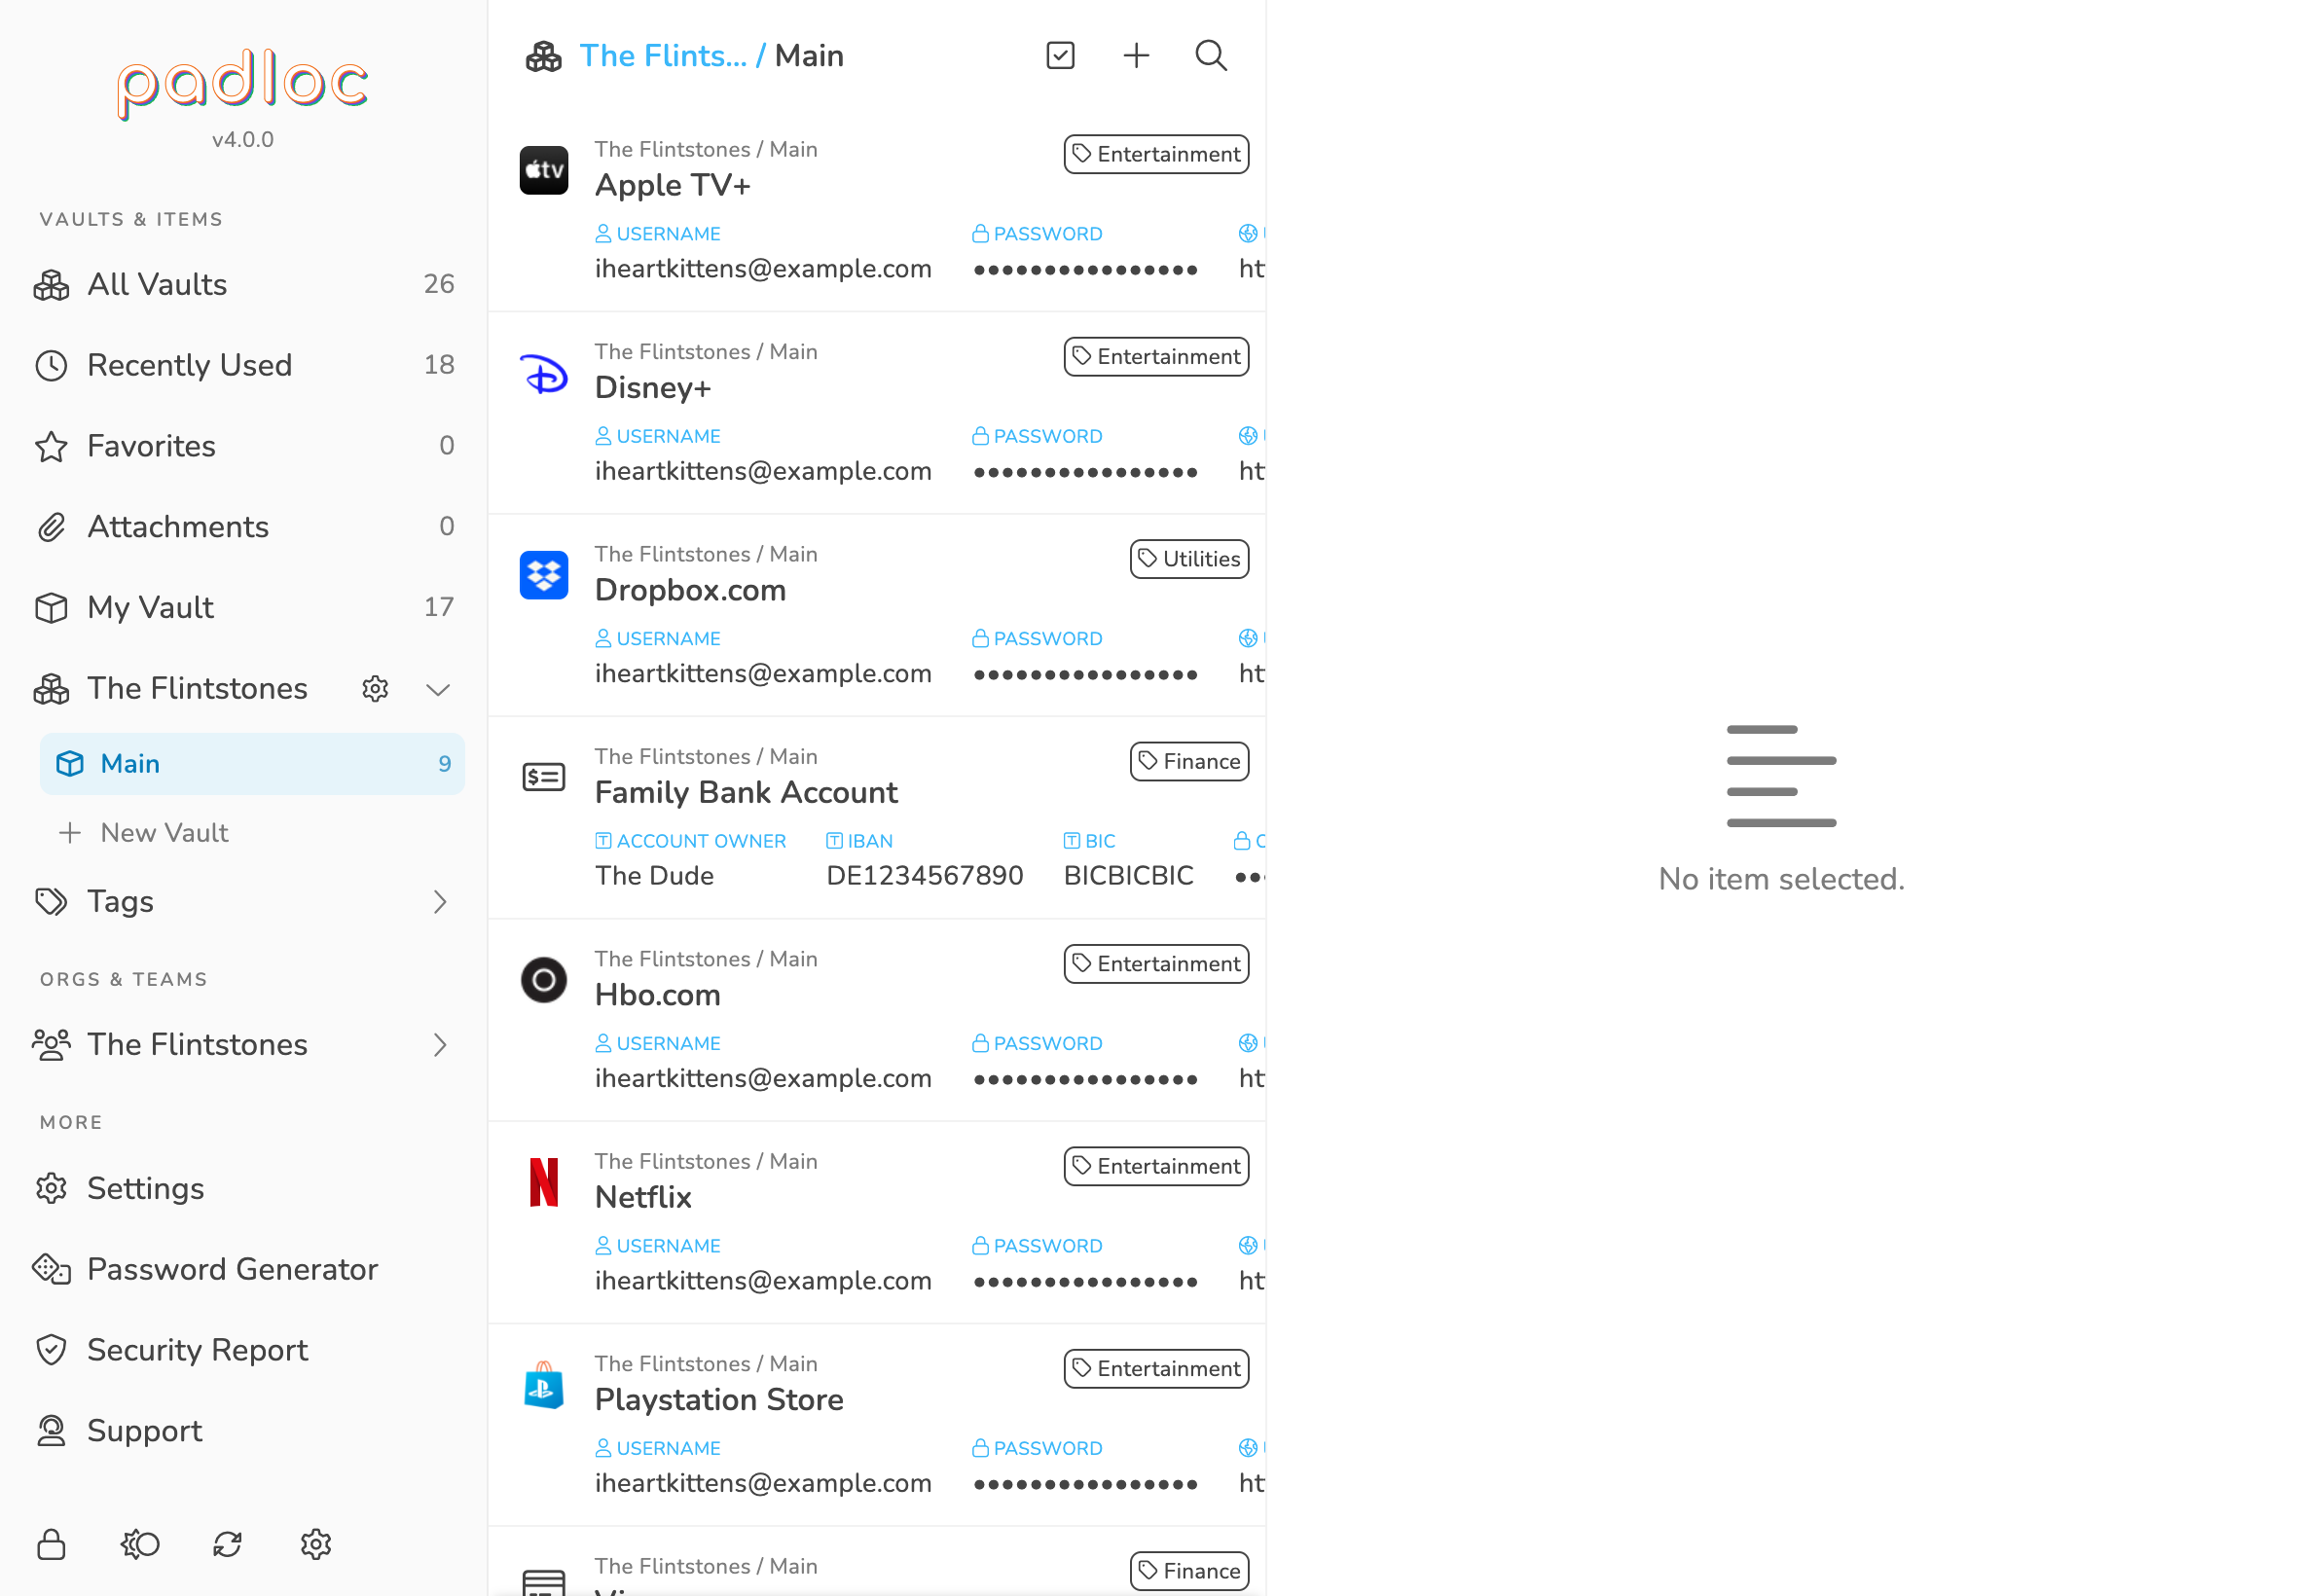 padloc
v4.0.0
VAULTS & ITEMS
All Vaults 26
Recently Used 18
Favorites 0
Attachments 0
My Vault 17
The Flintstones
Main 9
New Vault
Tags
ORGS & TEAMS
The Flintstones
MORE
Settings
Password Generator
Security Report
Support
The Flints... / Main
The Flintstones / Main Entertainment
Apple TV+
USERNAME PASSWORD
iheartkittens@example.com ●●●●●●●●●●●●●●●● ht
The Flintstones / Main Entertainment
Disney+
USERNAME PASSWORD
iheartkittens@example.com ●●●●●●●●●●●●●●●● ht
The Flintstones / Main Utilities
Dropbox.com
USERNAME PASSWORD
iheartkittens@example.com ●●●●●●●●●●●●●●●● ht
The Flintstones / Main Finance
Family Bank Account
ACCOUNT OWNER IBAN BIC
The Dude DE1234567890 BICBICBIC
The Flintstones / Main Entertainment
Hbo.com
USERNAME PASSWORD
iheartkittens@example.com ●●●●●●●●●●●●●●●● ht
The Flintstones / Main Entertainment
Netflix
USERNAME PASSWORD
iheartkittens@example.com ●●●●●●●●●●●●●●●● ht
The Flintstones / Main Entertainment
Playstation Store
USERNAME PASSWORD
iheartkittens@example.com ●●●●●●●●●●●●●●●● ht
The Flintstones / Main Finance
No item selected.